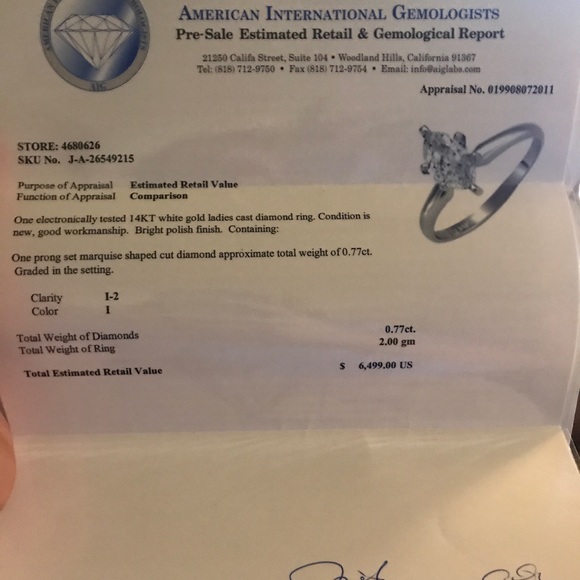 AMERICAN INTERNATIONAL GEMOLOGISTS
Pre-Sale Estimated Retail & Gemological Report
21250 Califa Street, Suite 104 • Woodland Hills, California 91367
Tel: (818) 712-9750 • Fax (818) 712-9754 • Email: info@aiglabs.com
Appraisal No. 019908072011
STORE: 4680626
SKU No. J-A-26549215
Purpose of Appraisal Estimated Retail Value
Function of Appraisal Comparison
One electronically tested 14KT white gold ladies cast diamond ring. Condition is
new, good workmanship. Bright polish finish. Containing:
One prong set marquise shaped cut diamond approximate total weight of 0.77ct.
Graded in the setting.
Clarity I-2
Color I
Total Weight of Diamonds 0.77ct.
Total Weight of Ring 2.00 gm
Total Estimated Retail Value $ 6,499.00 US